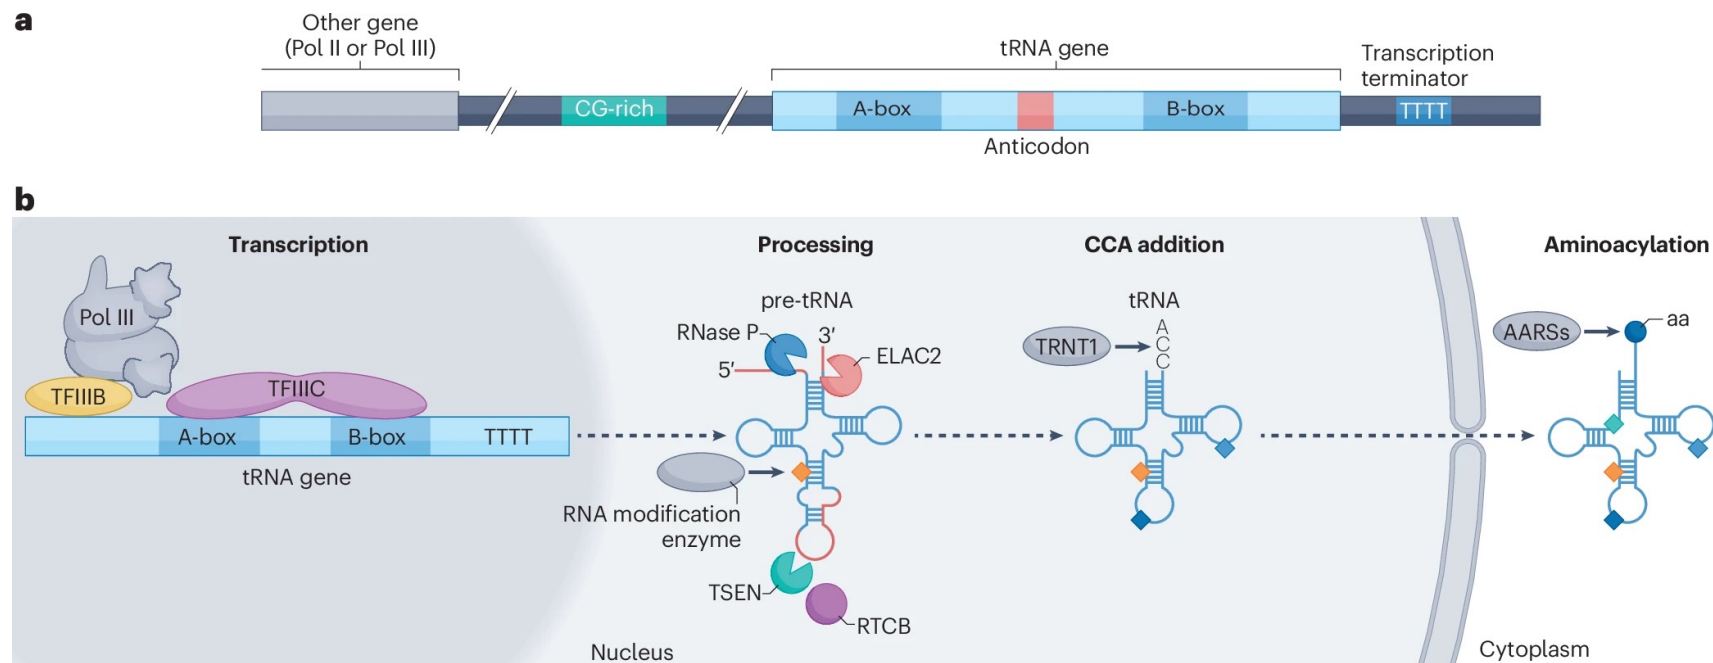 a
Other gene
(Pol II or Pol III)
tRNA gene
Transcription
terminator
CG-rich
A-box
B-box
TTTT
Anticodon
b
Transcription
Processing
CCA addition
Aminoacylation
Pol III
TFIIIB
TFIIIC
A-box
B-box
TTTT
tRNA gene
pre-tRNA
RNase P
3′
5′
ELAC2
RNA modification
enzyme
TSEN
RTCB
Nucleus
tRNA
TRNT1
A
C
C
AARSs
aa
Cytoplasm